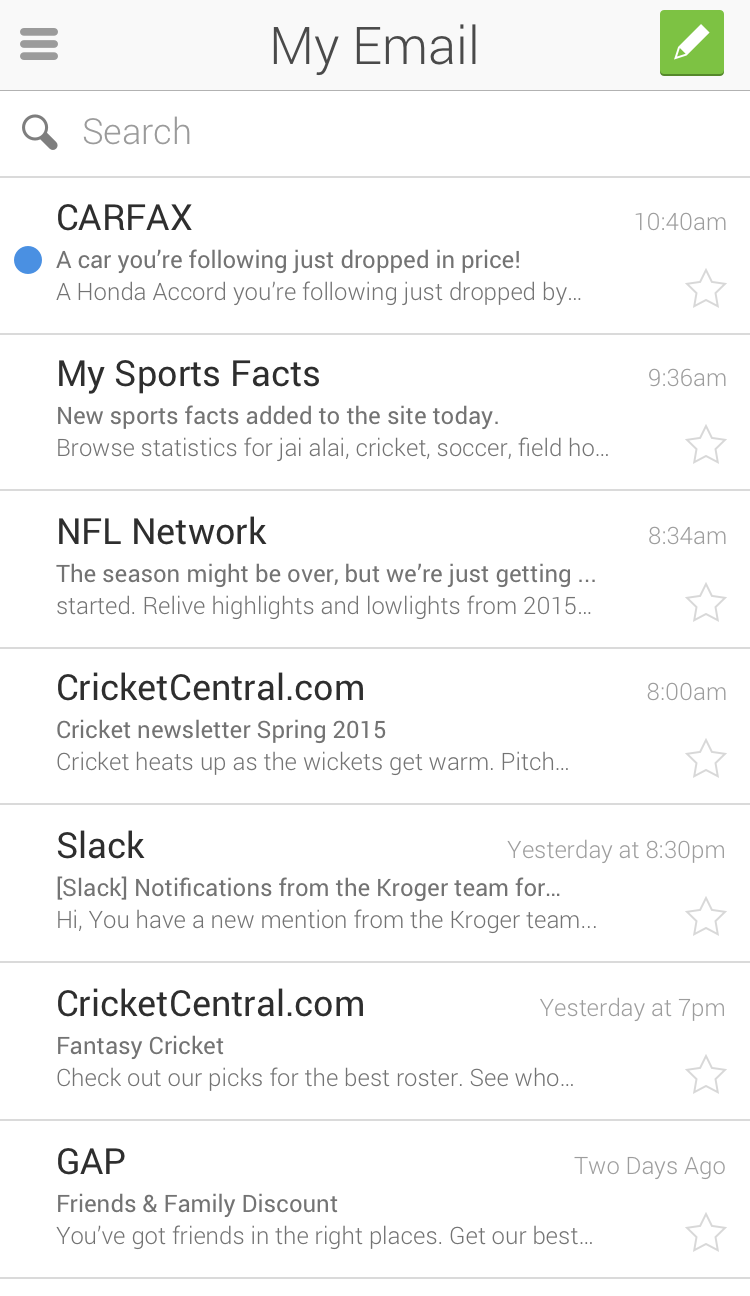 My Email
Search
CARFAX
10:40am
A car you’re following just dropped in price!
A Honda Accord you’re following just dropped by…
My Sports Facts
9:36am
New sports facts added to the site today.
Browse statistics for jai alai, cricket, soccer, field ho…
NFL Network
8:34am
The season might be over, but we’re just getting ...
started. Relive highlights and lowlights from 2015…
CricketCentral.com
8:00am
Cricket newsletter Spring 2015
Cricket heats up as the wickets get warm. Pitch…
Slack
Yesterday at 8:30pm
[Slack] Notifications from the Kroger team for…
Hi, You have a new mention from the Kroger team...
CricketCentral.com
Yesterday at 7pm
Fantasy Cricket
Check out our picks for the best roster. See who…
GAP
Two Days Ago
Friends & Family Discount
You’ve got friends in the right places. Get our best…